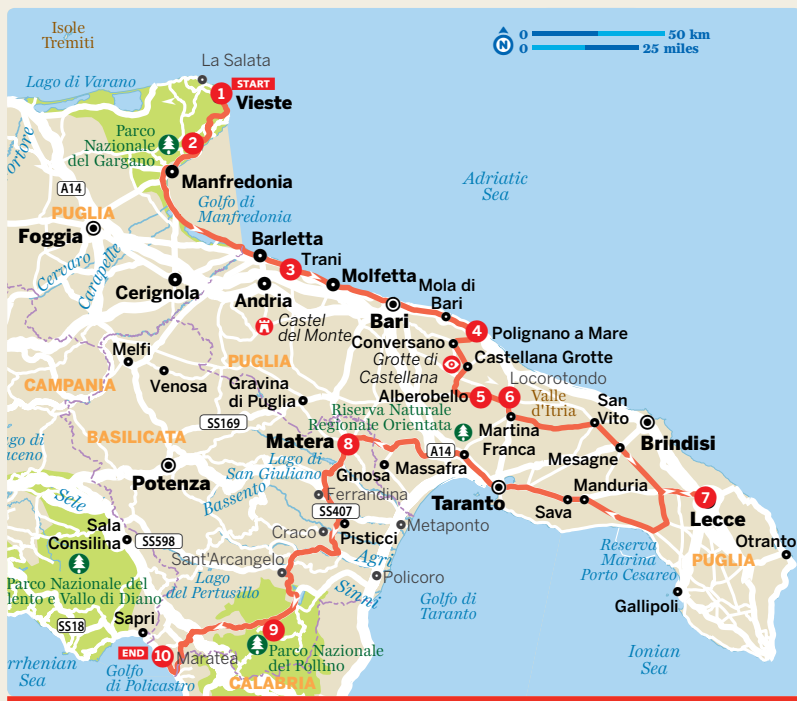 Isole
Tremiti
0 50 km
N
0 25 miles
La Salata
Lago di Varano
START
1
Vieste
Parco
Nazionale
del Gargano
2
Manfredonia
A14
Golfo di
Manfredonia
Adriatic
Sea
PUGLIA
Foggia
Cervaro
Carapelle
Barletta
3
Trani
Molfetta
Cerignola
Andria
Mola di
Bari
Bari
Castel
del Monte
4
Polignano a Mare
Conversano
Grotte di
Castellana
Castellana Grotte
Melfi
PUGLIA
Venosa
CAMPANIA
Gravina
di Puglia
Locorotondo
Alberobello
5
6
Valle
d'Itria
San
Vito
Riserva Naturale
Regionale Orientata
SS169
BASILICATA
Matera
8
Martina
Franca
Brindisi
A14
Lago di
San Giuliano
Mesagne
Ginosa
Massafra
Potenza
Bassento
Taranto
Manduria
7
Lecce
Sele
Ferrandina
SS407
Sava
Sala
Consilina
SS598
Craco
Pisticci
Metaponto
Otranto
Reserva
Marina
Porto Cesareo
PUGLIA
Sant'Arcangelo
Agri
Lago
del Pertusillo
Sinni
Policoro
Parco Nazionale del
lento e Vallo di Diano
Golfo di
Taranto
Gallipoli
Sapri
SS18
9
END
10
Maratea
Parco Nazionale
del Pollino
Ionian
Sea
rrhenian
Sea
Golfo
di Policastro
CALABRIA